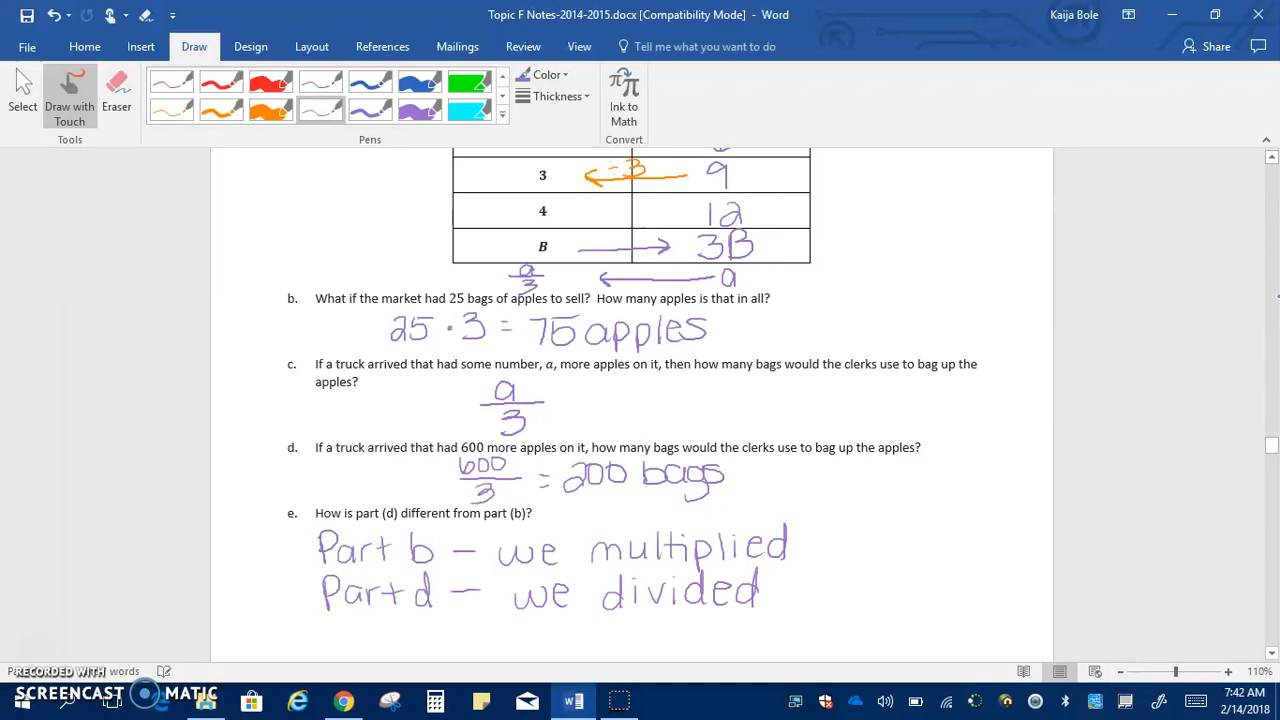 Topic F Notes-2014-2015.docx [Compatibility Mode] - Word
Kaija Bole
File Home Insert Draw Design Layout References Mailings Review View Tell me what you want to do Share
Select
Draw with Touch
Eraser
Tools
Pens
Color
Thickness
Ink to Math
Convert
3 ÷3 9
4 12
B 3B
a/3 a
b. What if the market had 25 bags of apples to sell? How many apples is that in all?
25 · 3 = 75 apples
c. If a truck arrived that had some number, a, more apples on it, then how many bags would the clerks use to bag up the
apples?
a/3
d. If a truck arrived that had 600 more apples on it, how many bags would the clerks use to bag up the apples?
600/3 = 200 bags
e. How is part (d) different from part (b)?
Part b - we multiplied
Part d - we divided
RECORDED WITH words
110%
SCREENCAST MATIC
7:42 AM
2/14/2018